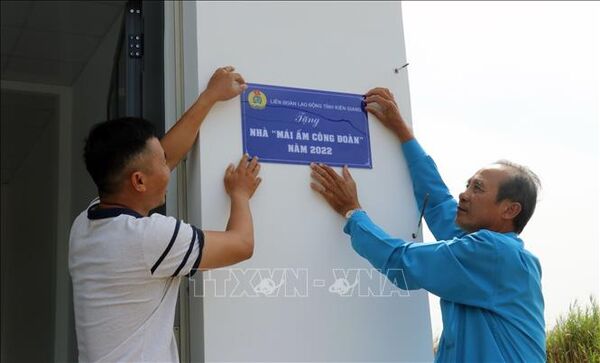 LIÊN ĐOÀN LAO ĐỘNG TỈNH KIÊN GIANG
Tặng
NHÀ "MÁI ẤM CÔNG ĐOÀN"
NĂM 2022
TTXVN - VNA